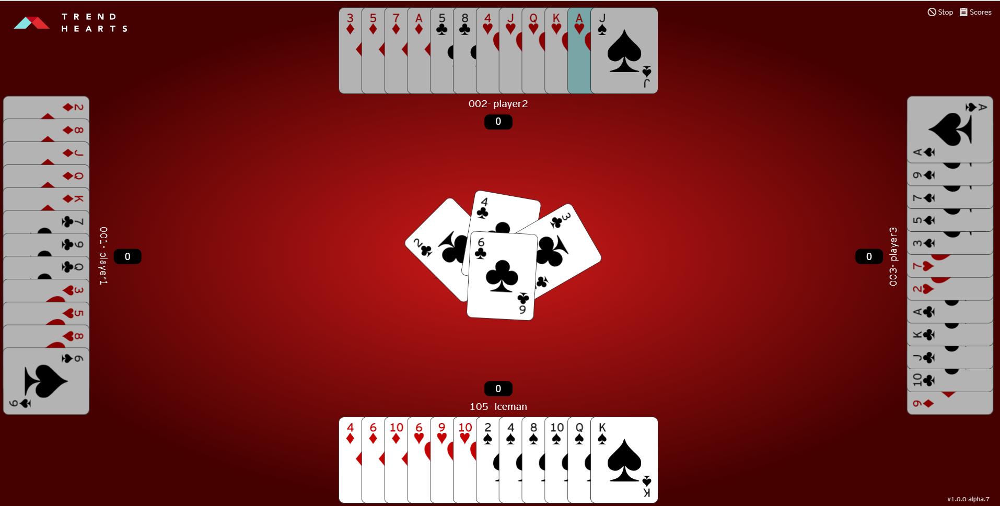 TREND
HEARTS
Stop
Scores
3 5 7 A 5 8 4 J Q K A J
J
002- player2
0
2
8
J
Q
K
7
9
Q
3
5
8
9
9
001- player1
0
4
2
3
6
6
0
003- player3
A
A
9
7
5
3
7
2
A
K
J
10
9
0
105- Iceman
4 6 10 6 9 10 2 4 8 10 Q K
K
v1.0.0-alpha.7